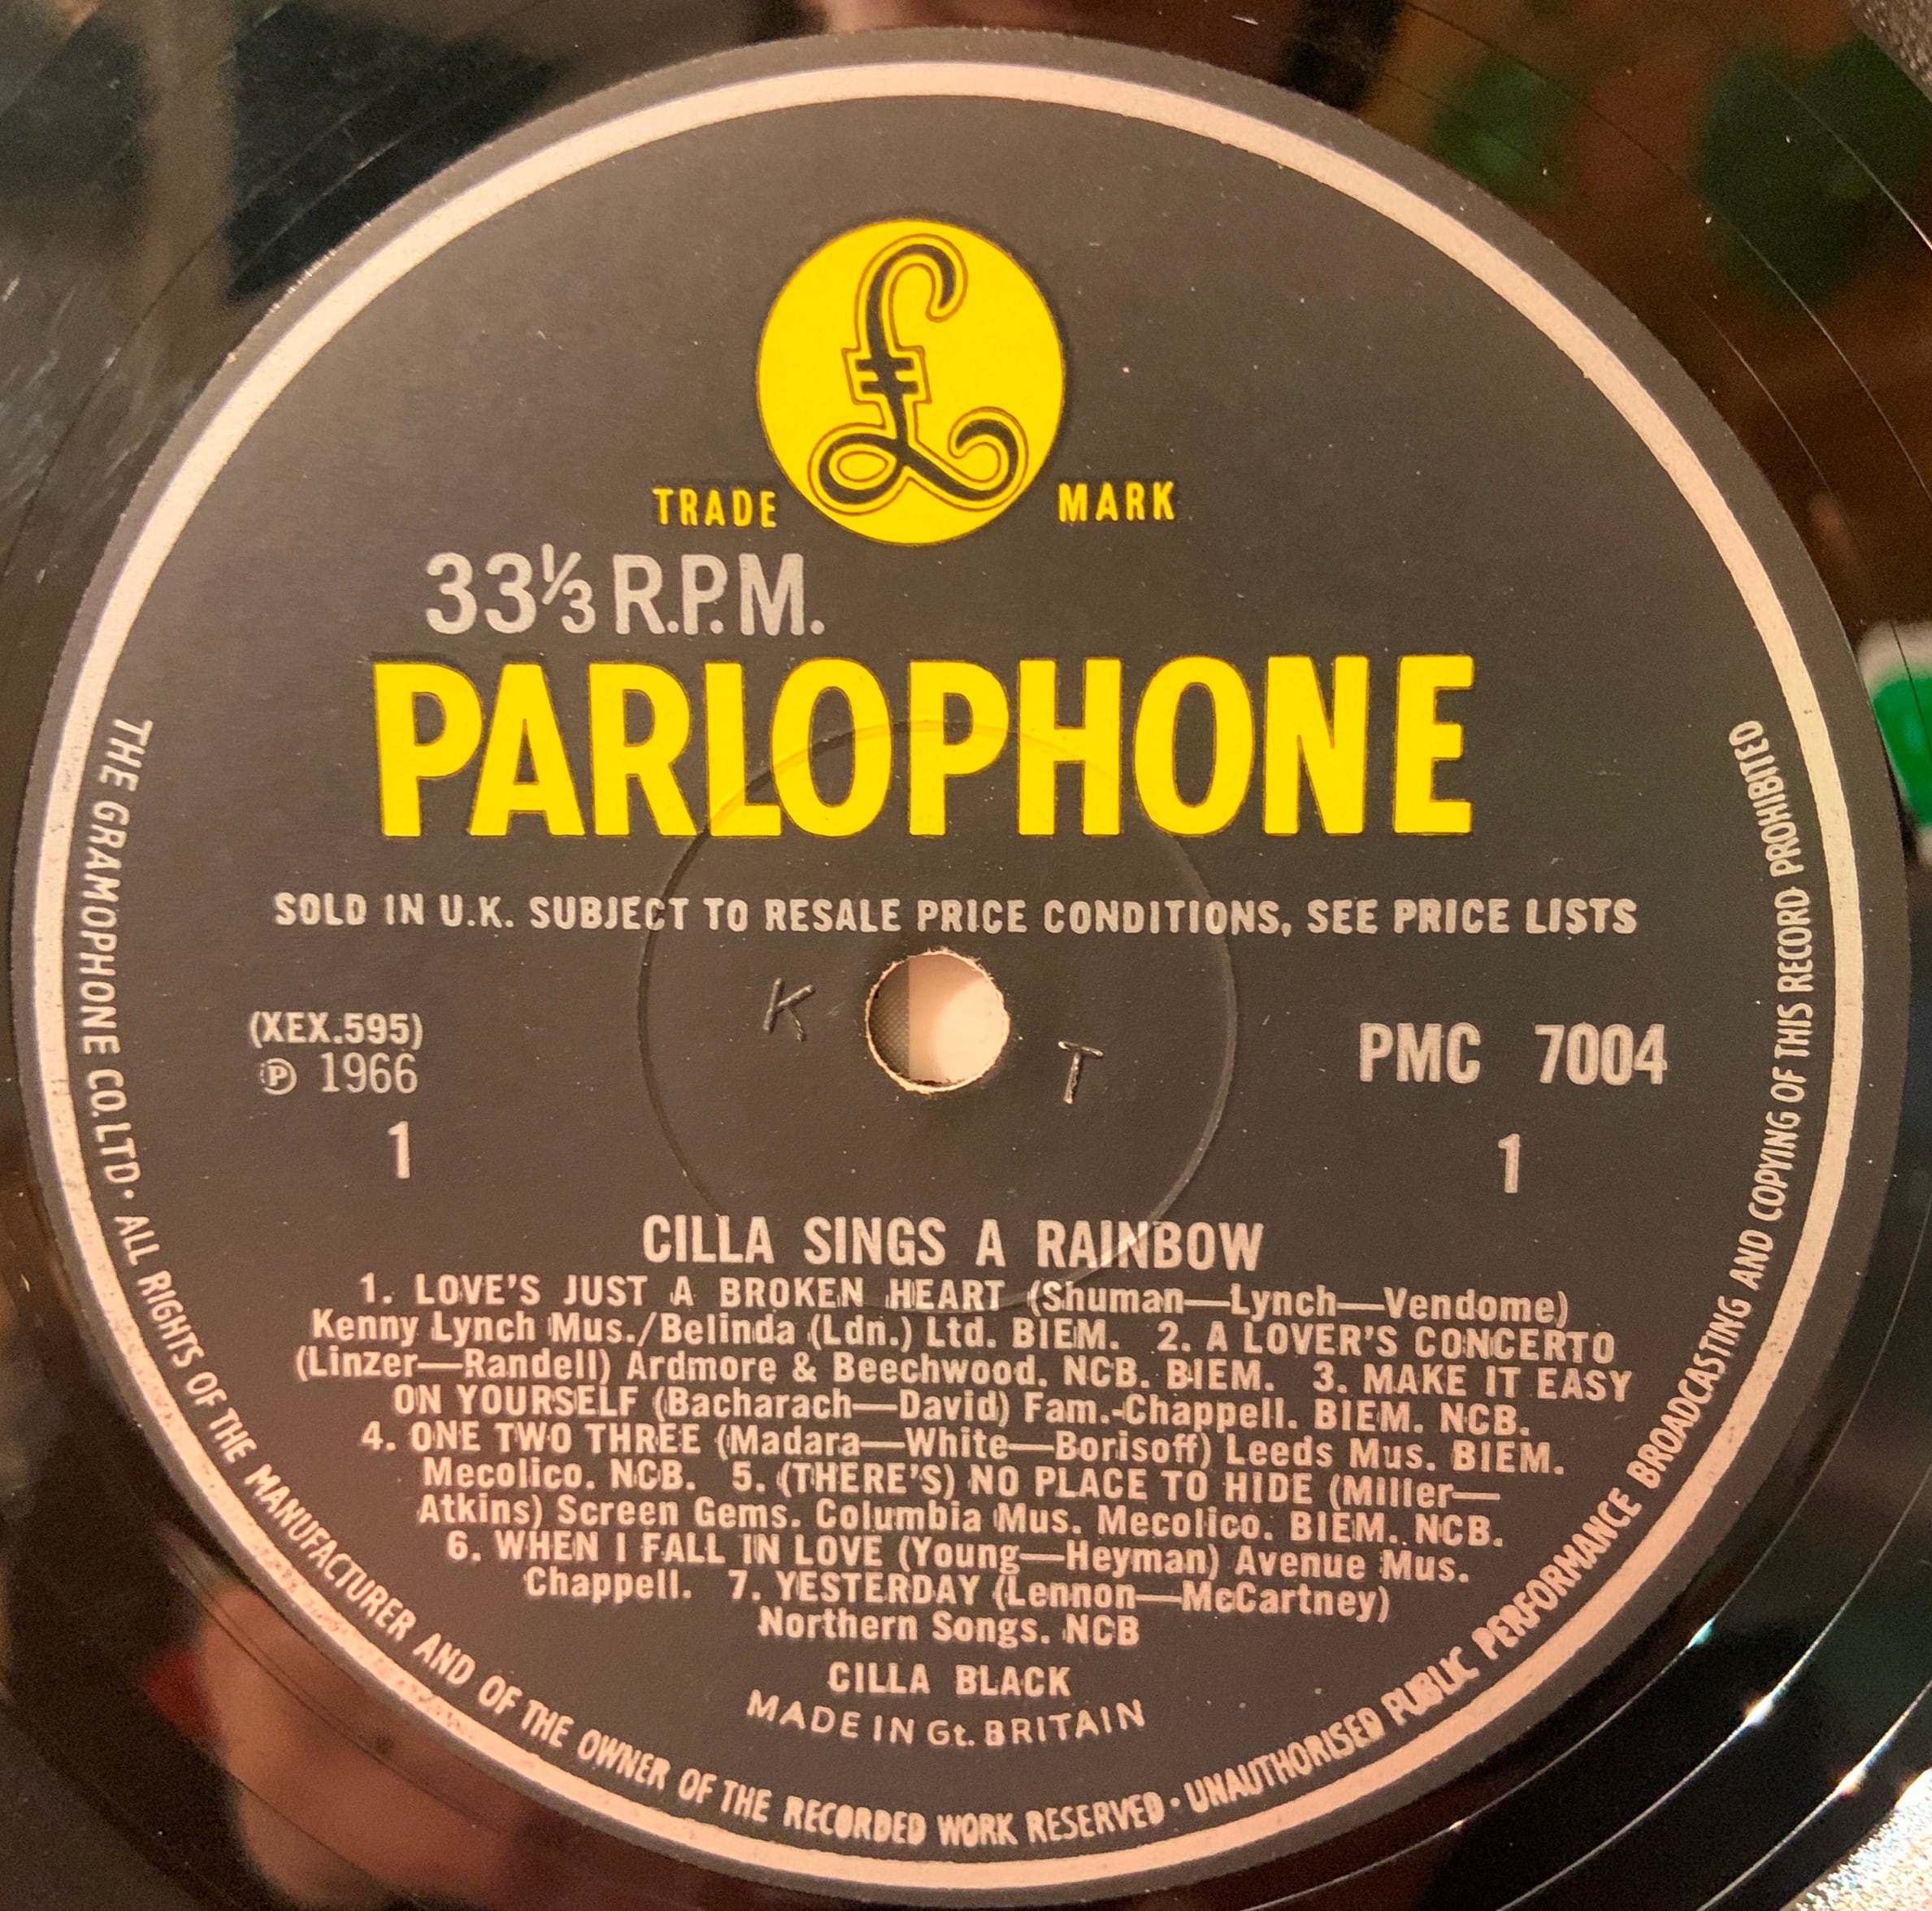 £
TRADE MARK
33⅓ R.P.M.
PARLOPHONE
SOLD IN U.K. SUBJECT TO RESALE PRICE CONDITIONS, SEE PRICE LISTS
K T
(XEX.595)
℗ 1966
1
PMC 7004
1
CILLA SINGS A RAINBOW
1. LOVE'S JUST A BROKEN HEART (Shuman—Lynch—Vendome)
Kenny Lynch Mus./Belinda (Ldn.) Ltd. BIEM. 2. A LOVER'S CONCERTO
(Linzer—Randell) Ardmore & Beechwood. NCB. BIEM. 3. MAKE IT EASY
ON YOURSELF (Bacharach—David) Fam.-Chappell. BIEM. NCB.
4. ONE TWO THREE (Madara—White—Borisoff) Leeds Mus. BIEM.
Mecolico. NCB. 5. (THERE'S) NO PLACE TO HIDE (Miller—
Atkins) Screen Gems. Columbia Mus. Mecolico. BIEM. NCB.
6. WHEN I FALL IN LOVE (Young—Heyman) Avenue Mus.
Chappell. 7. YESTERDAY (Lennon—McCartney)
Northern Songs. NCB
CILLA BLACK
MADE IN Gt. BRITAIN
THE GRAMOPHONE CO. LTD · ALL RIGHTS OF THE MANUFACTURER AND OF THE OWNER OF THE RECORDED WORK RESERVED · UNAUTHORISED PUBLIC PERFORMANCE BROADCASTING AND COPYING OF THIS RECORD PROHIBITED